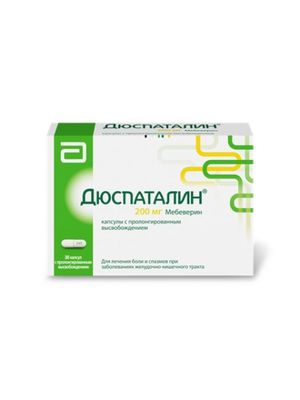 ДЮСПАТАЛИН®
200 мг Мебеверин
капсулы с пролонгированным
высвобождением
30 капсул
с пролонгированным
высвобождением
Для лечения боли и спазмов при
заболеваниях желудочно-кишечного тракта